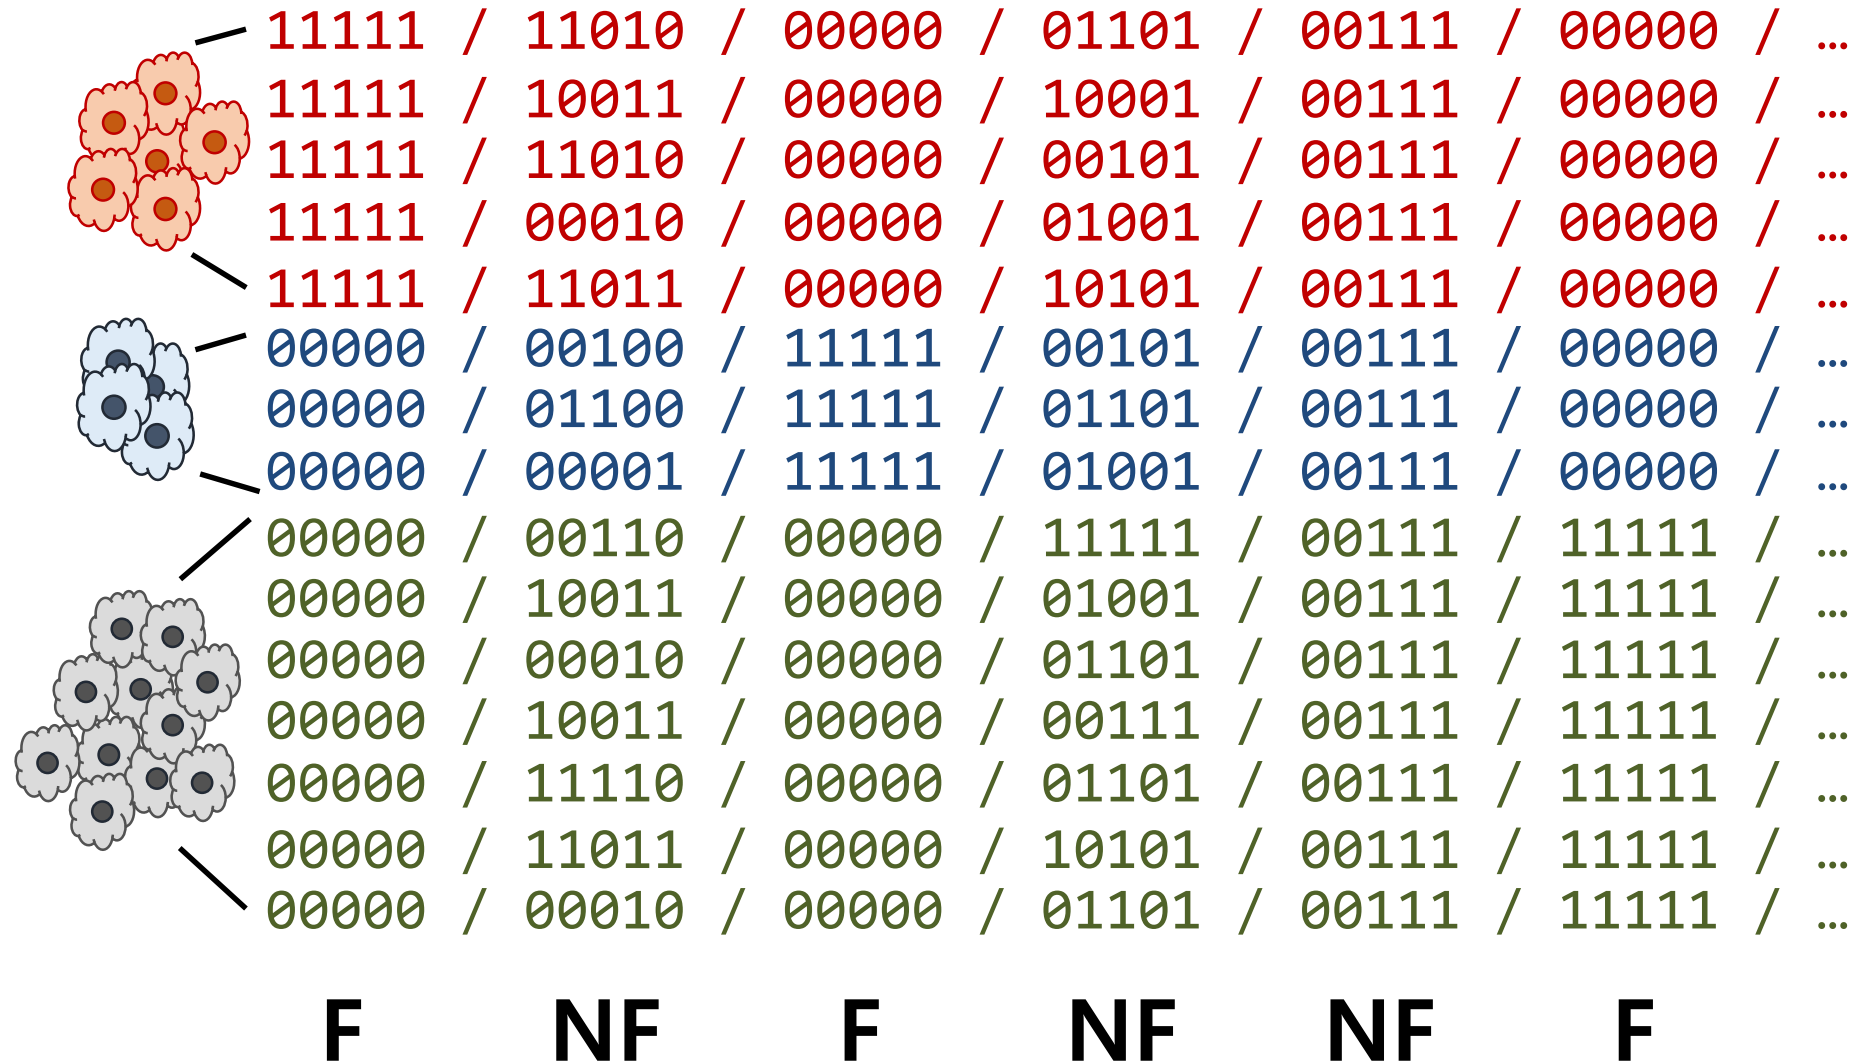 11111 / 11010 / 00000 / 01101 / 00111 / 00000 / ...
11111 / 10011 / 00000 / 10001 / 00111 / 00000 / ...
11111 / 11010 / 00000 / 00101 / 00111 / 00000 / ...
11111 / 00010 / 00000 / 01001 / 00111 / 00000 / ...
11111 / 11011 / 00000 / 10101 / 00111 / 00000 / ...
00000 / 00100 / 11111 / 00101 / 00111 / 00000 / ...
00000 / 01100 / 11111 / 01101 / 00111 / 00000 / ...
00000 / 00001 / 11111 / 01001 / 00111 / 00000 / ...
00000 / 00110 / 00000 / 11111 / 00111 / 11111 / ...
00000 / 10011 / 00000 / 01001 / 00111 / 11111 / ...
00000 / 00010 / 00000 / 01101 / 00111 / 11111 / ...
00000 / 10011 / 00000 / 00111 / 00111 / 11111 / ...
00000 / 11110 / 00000 / 01101 / 00111 / 11111 / ...
00000 / 11011 / 00000 / 10101 / 00111 / 11111 / ...
00000 / 00010 / 00000 / 01101 / 00111 / 11111 / ...
F NF F NF NF F